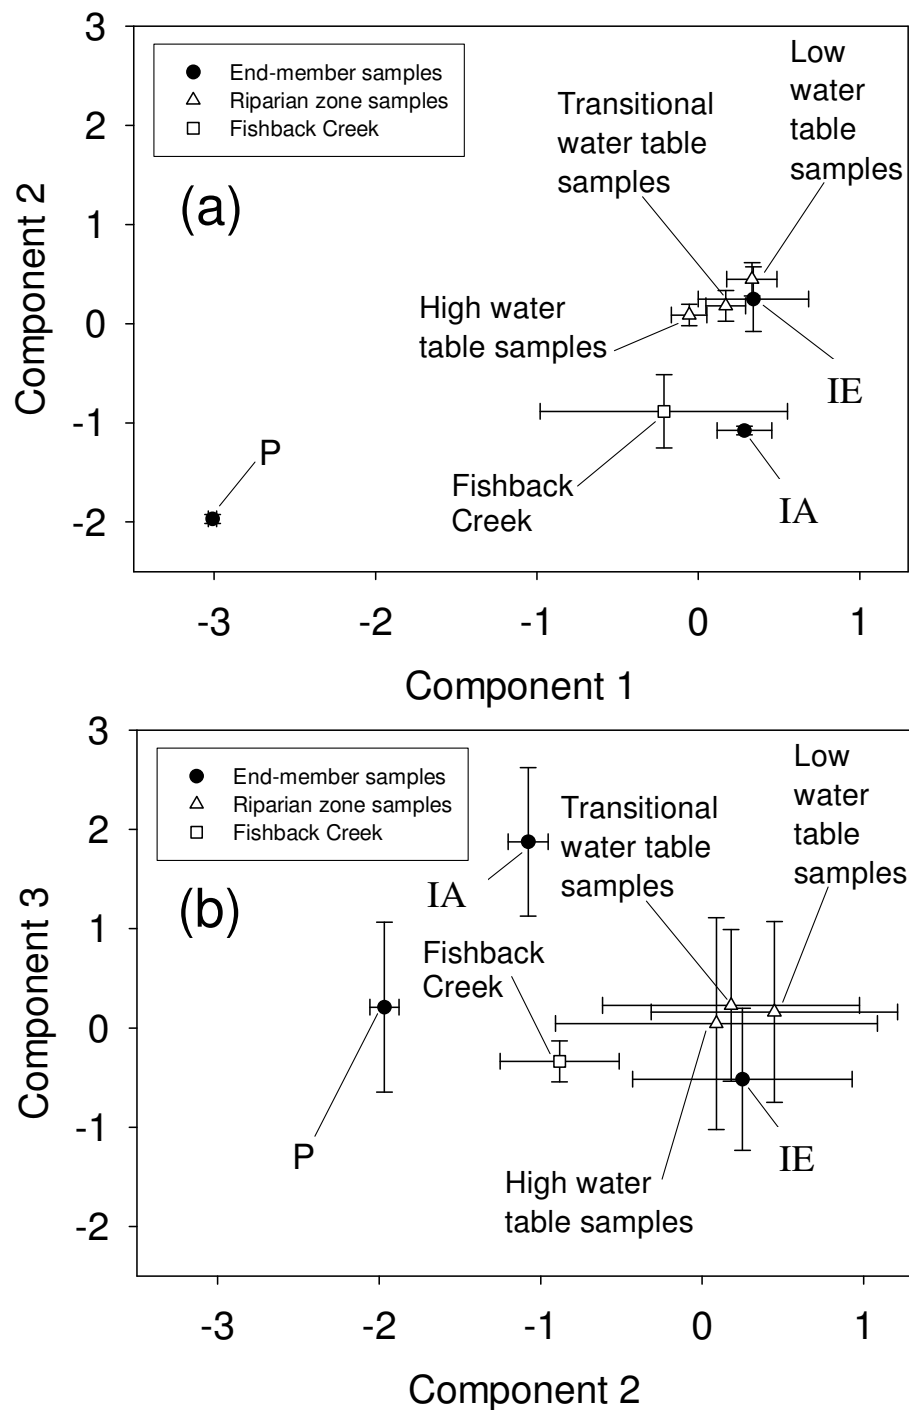 3
2
1
0
-1
-2
Component 2
End-member samples
Riparian zone samples
Fishback Creek
(a)
Low
water
table
samples
Transitional
water table
samples
High water
table samples
IE
P
Fishback
Creek
IA
-3
-2
-1
0
1
Component 1
3
2
1
0
-1
-2
Component 3
End-member samples
Riparian zone samples
Fishback Creek
(b)
Low
water
table
samples
Transitional
water table
samples
IA
Fishback
Creek
P
IE
High water
table samples
-3
-2
-1
0
1
Component 2